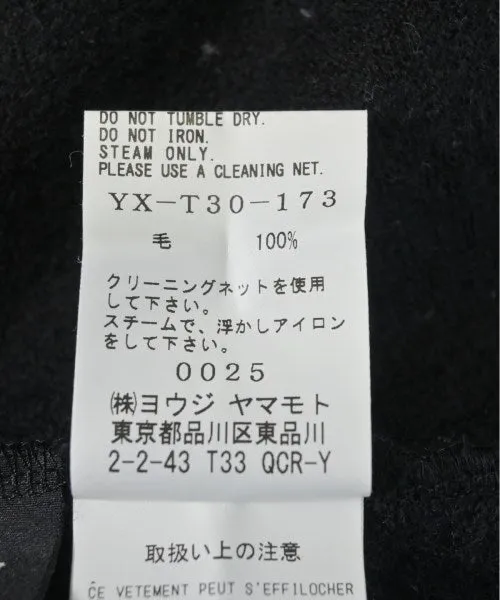 DO NOT TUMBLE DRY.
DO NOT IRON.
STEAM ONLY.
PLEASE USE A CLEANING NET.
YX-T30-173
毛 100%
クリーニングネットを使用
して下さい。
スチームで、浮かしアイロン
をして下さい。
0025
㈱ヨウジ ヤマモト
東京都品川区東品川
2-2-43 T33 QCR-Y
取扱い上の注意
CE VETEMENT PEUT S'EFFILOCHER